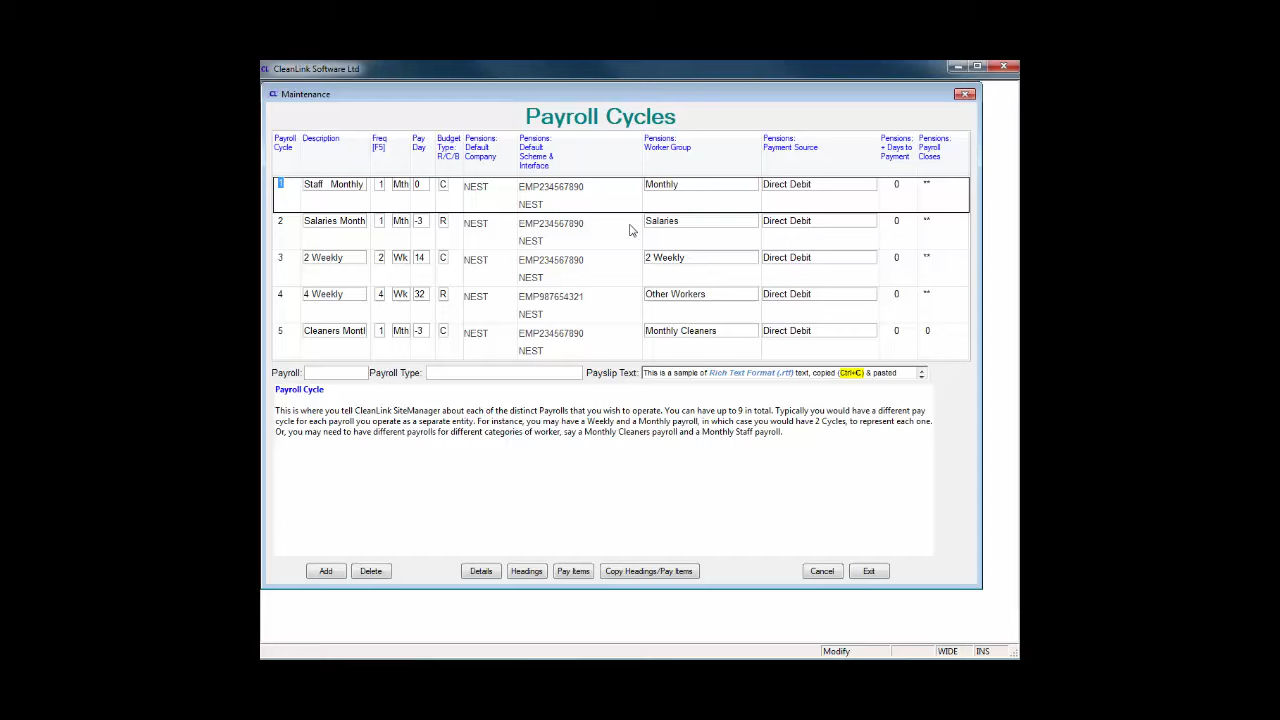 CL CleanLink Software Ltd
CL Maintenance
Payroll Cycles
Payroll Cycle Description Freq [F5] Pay Day Budget Type: R/C/B Pensions: Default Company Pensions: Default Scheme & Interface Pensions: Worker Group Pensions: Payment Source Pensions: + Days to Payment Pensions: Payroll Closes
1 Staff Monthly 1 Mth 0 C NEST EMP234567890 Monthly Direct Debit 0 **
NEST
2 Salaries Month 1 Mth -3 R NEST EMP234567890 Salaries Direct Debit 0 **
NEST
3 2 Weekly 2 Wk 14 C NEST EMP234567890 2 Weekly Direct Debit 0 **
NEST
4 4 Weekly 4 Wk 32 R NEST EMP987654321 Other Workers Direct Debit 0 **
NEST
5 Cleaners Montl 1 Mth -3 C NEST EMP234567890 Monthly Cleaners Direct Debit 0 0
NEST
Payroll: Payroll Type: Payslip Text: This is a sample of Rich Text Format (.rtf) text, copied (Ctrl+C) & pasted
Payroll Cycle
This is where you tell CleanLink SiteManager about each of the distinct Payrolls that you wish to operate. You can have up to 9 in total. Typically you would have a different pay
cycle for each payroll you operate as a separate entity. For instance, you may have a Weekly and a Monthly payroll, in which case you would have 2 Cycles, to represent each one.
Or, you may need to have different payrolls for different categories of worker, say a Monthly Cleaners payroll and a Monthly Staff payroll.
Add Delete Details Headings Pay Items Copy Headings/Pay Items Cancel Exit
Modify WIDE INS